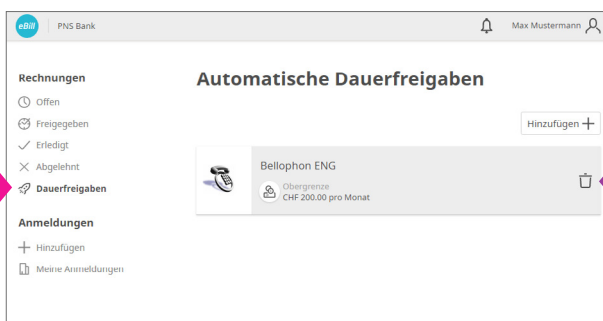 eBill PNS Bank Max Mustermann
Rechnungen
Offen
Freigegeben
Erledigt
Abgelehnt
Dauerfreigaben
Anmeldungen
Hinzufügen
Meine Anmeldungen
Automatische Dauerfreigaben
Hinzufügen
Bellophon ENG
Obergrenze
CHF 200.00 pro Monat